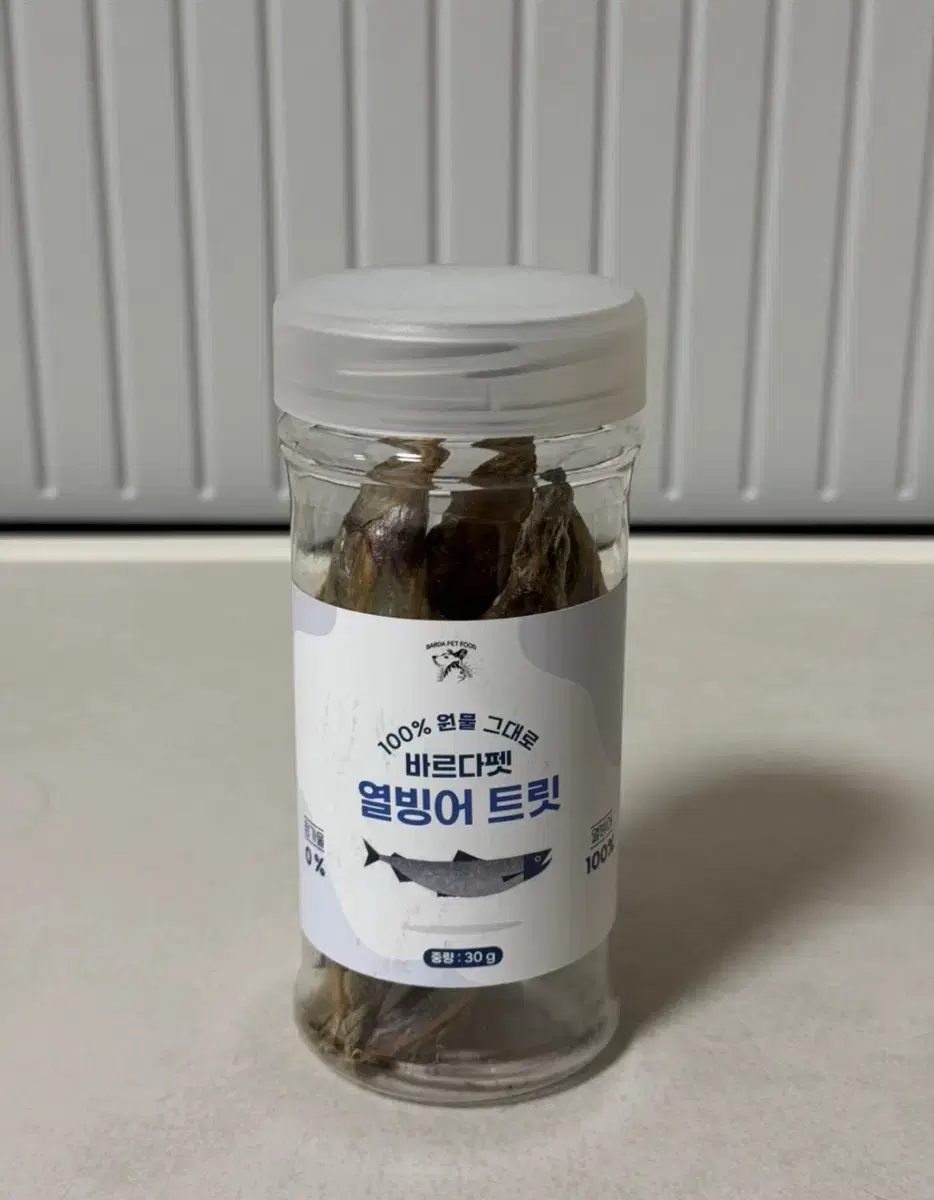 BARDA PET FOOD
100% 원물 그대로
바르다펫
열빙어 트릿
첨가물
0%
열빙어
100%
중량 : 30 g